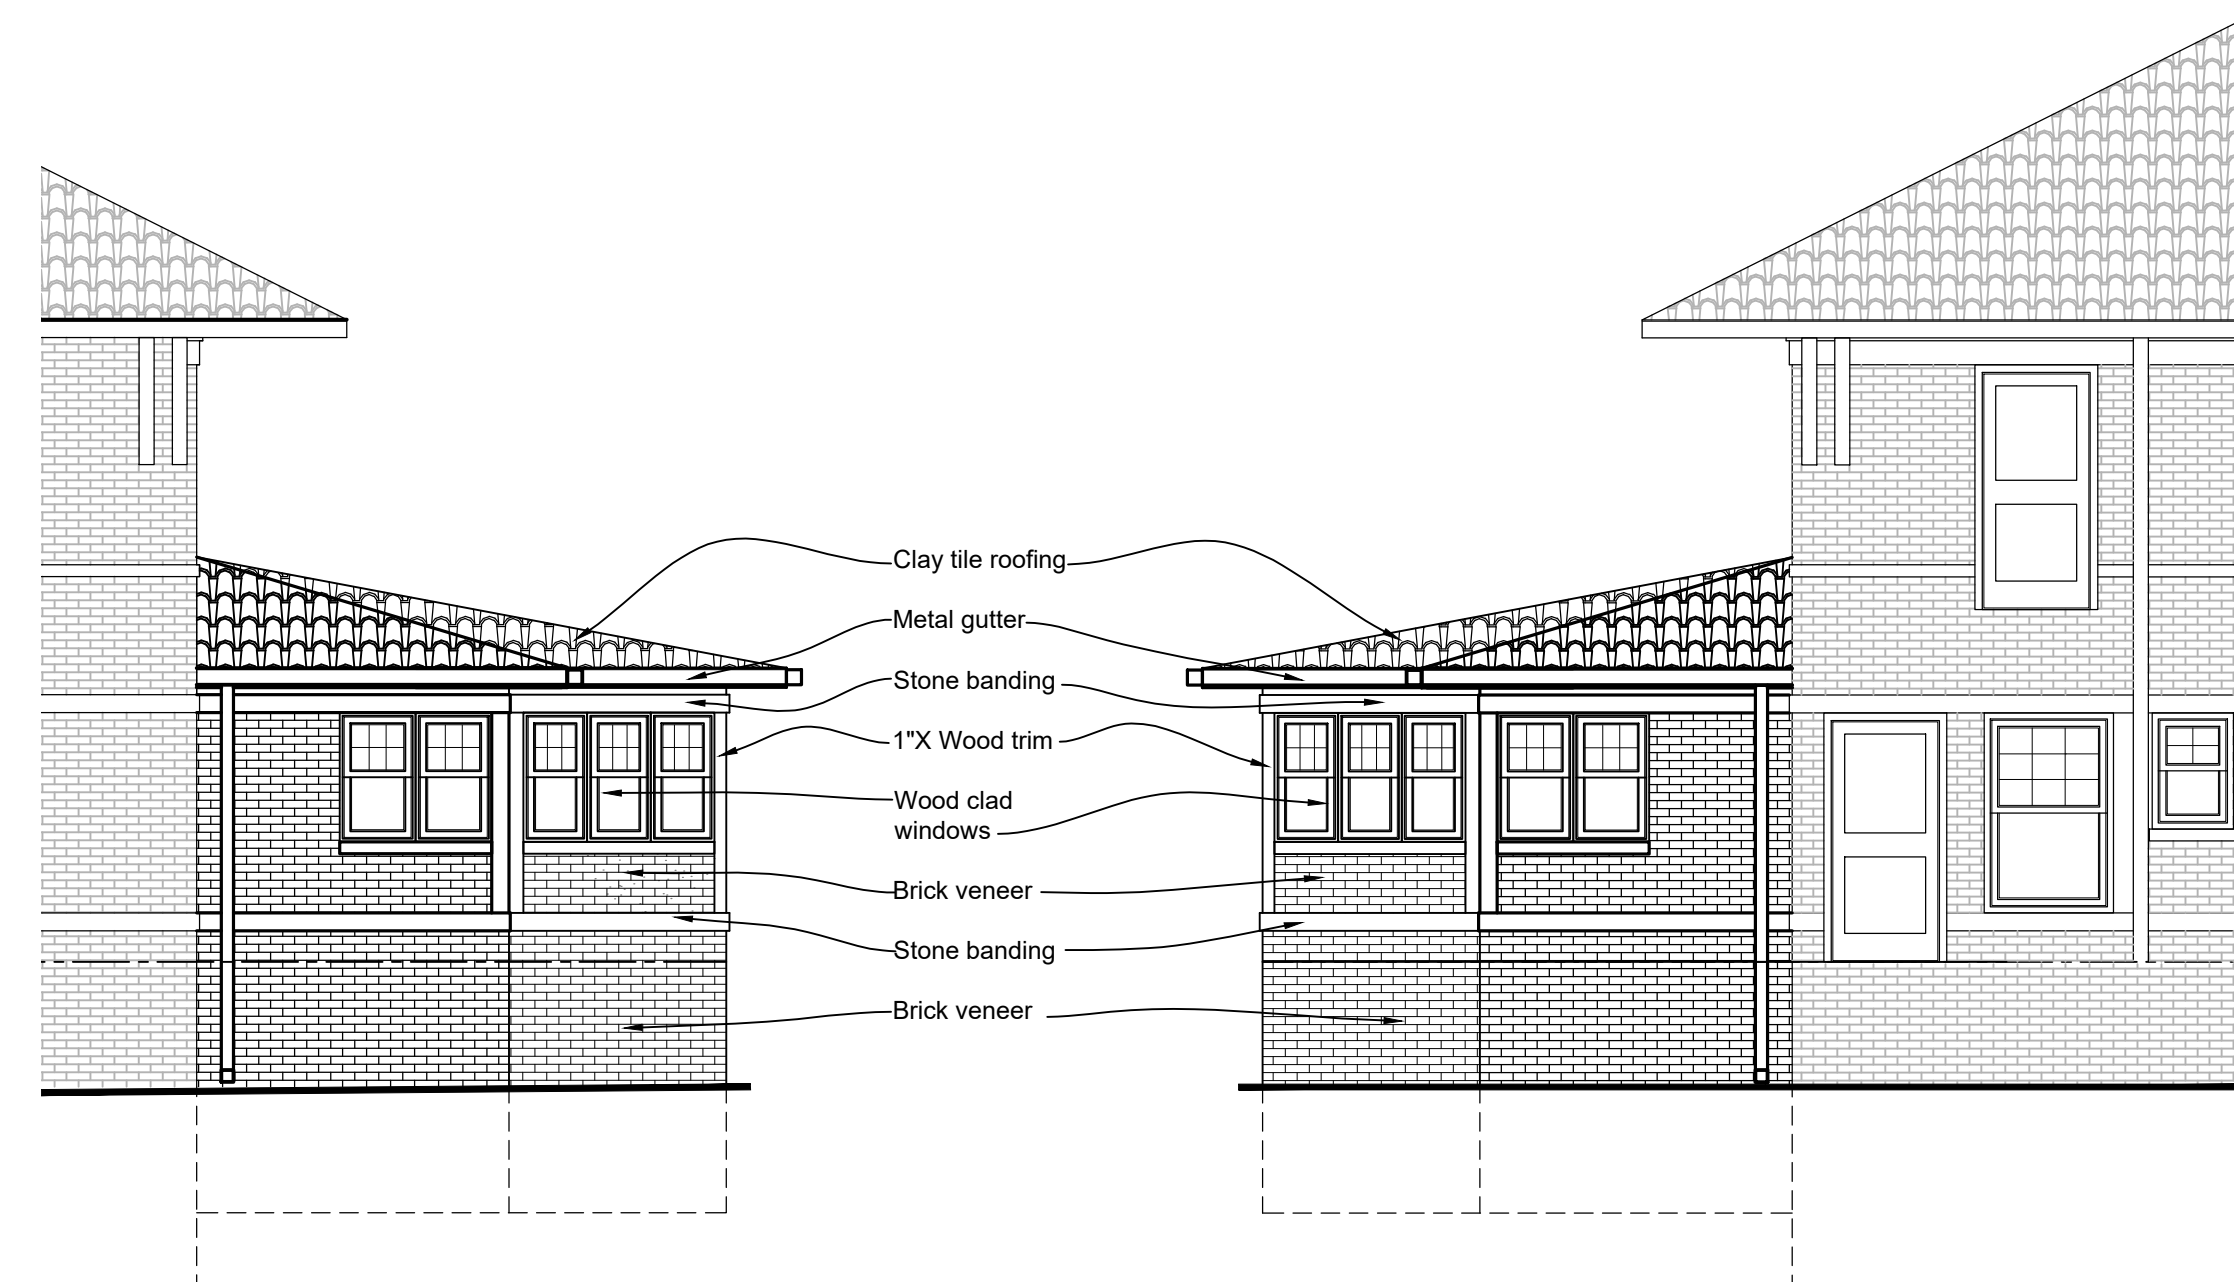 Clay tile roofing
Metal gutter
Stone banding
1"X Wood trim
Wood clad
windows
Brick veneer
Stone banding
Brick veneer